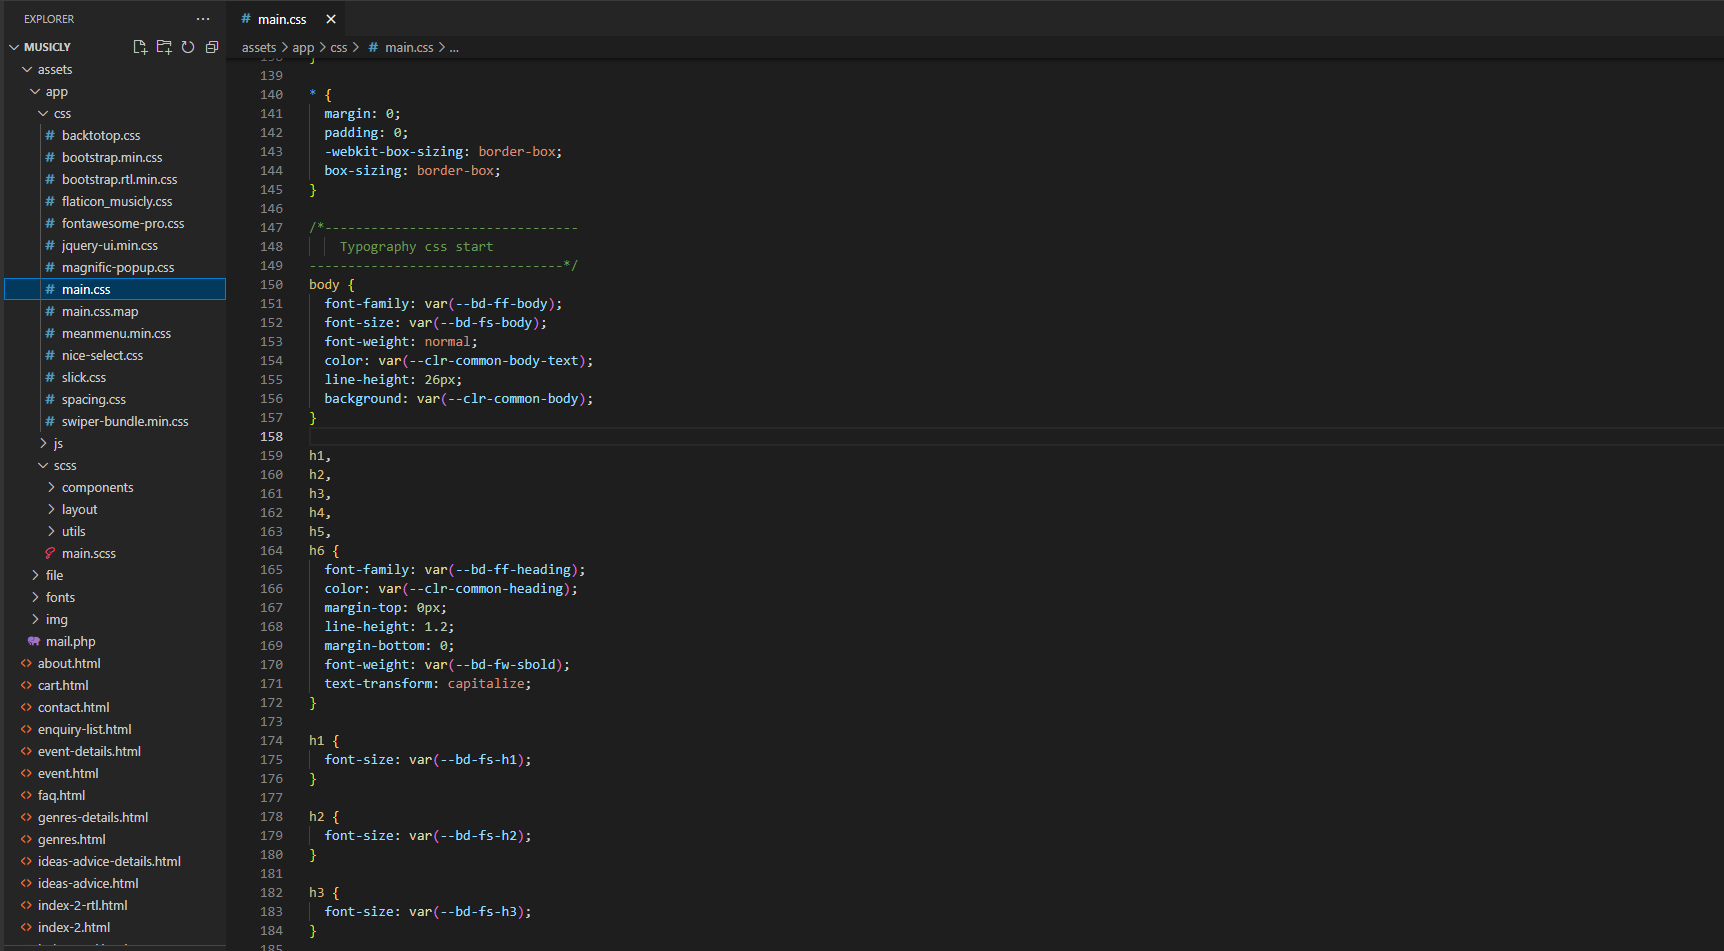 EXPLORER
MUSICLY
assets
app
css
backtotop.css
bootstrap.min.css
bootstrap.rtl.min.css
flaticon_musicly.css
fontawesome-pro.css
jquery-ui.min.css
magnific-popup.css
main.css
main.css.map
meanmenu.min.css
nice-select.css
slick.css
spacing.css
swiper-bundle.min.css
js
scss
components
layout
utils
main.scss
file
fonts
img
mail.php
about.html
cart.html
contact.html
enquiry-list.html
event-details.html
event.html
faq.html
genres-details.html
genres.html
ideas-advice-details.html
ideas-advice.html
index-2-rtl.html
index-2.html
# main.css
assets > app > css > # main.css > ...
138 }
139
140 * {
141 margin: 0;
142 padding: 0;
143 -webkit-box-sizing: border-box;
144 box-sizing: border-box;
145 }
146
147 /*---------------------------------
148 Typography css start
149 ---------------------------------*/
150 body {
151 font-family: var(--bd-ff-body);
152 font-size: var(--bd-fs-body);
153 font-weight: normal;
154 color: var(--clr-common-body-text);
155 line-height: 26px;
156 background: var(--clr-common-body);
157 }
158
159 h1,
160 h2,
161 h3,
162 h4,
163 h5,
164 h6 {
165 font-family: var(--bd-ff-heading);
166 color: var(--clr-common-heading);
167 margin-top: 0px;
168 line-height: 1.2;
169 margin-bottom: 0;
170 font-weight: var(--bd-fw-sbold);
171 text-transform: capitalize;
172 }
173
174 h1 {
175 font-size: var(--bd-fs-h1);
176 }
177
178 h2 {
179 font-size: var(--bd-fs-h2);
180 }
181
182 h3 {
183 font-size: var(--bd-fs-h3);
184 }
185